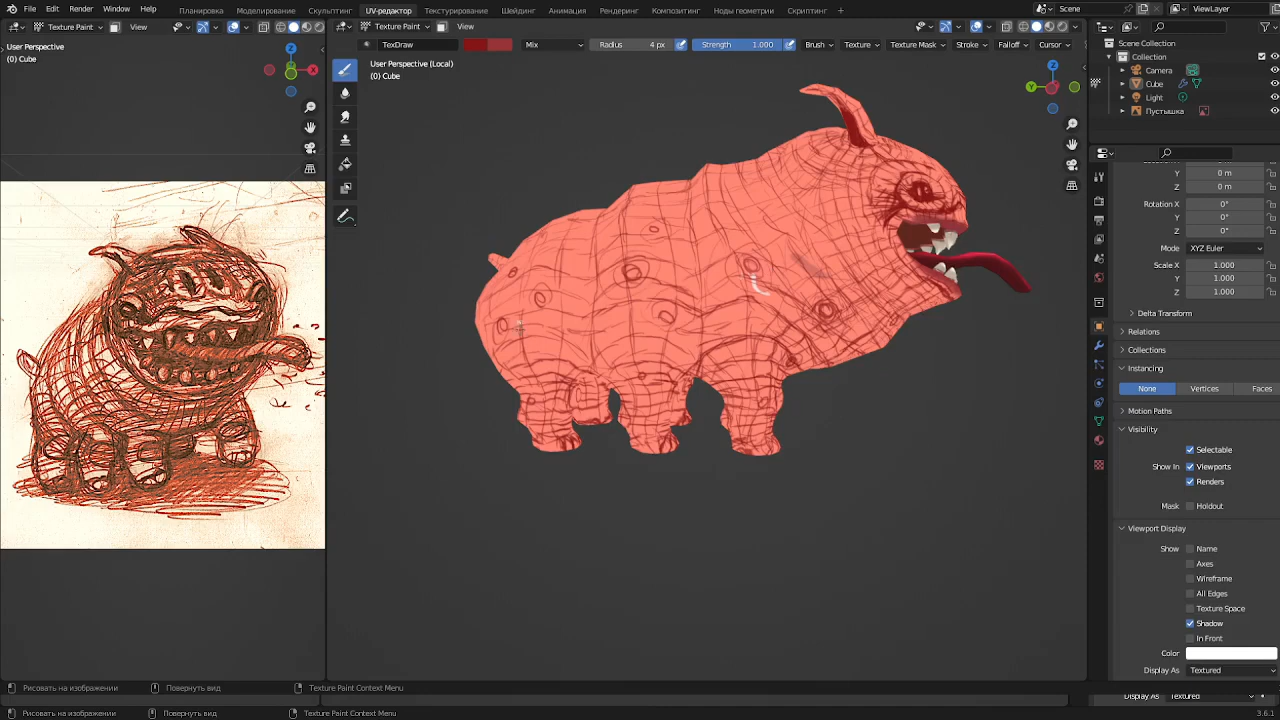 File Edit Render Window Help Планировка Моделирование Скульптинг UV-редактор Текстурирование Шейдинг Анимация Рендеринг Композитинг Ноды геометрии Скриптинг + Scene ViewLayer
Texture Paint View Texture Paint View
TexDraw Mix Radius 4 px Strength 1.000 Brush Texture Texture Mask Stroke Falloff Cursor
User Perspective
(0) Cube
User Perspective (Local)
(0) Cube
Z
X
Z
Y
Scene Collection
Collection
Camera
Cube
Light
Пустышка
Y 0 m
Z 0 m
Rotation X 0°
Y 0°
Z 0°
Mode XYZ Euler
Scale X 1.000
Y 1.000
Z 1.000
Delta Transform
Relations
Collections
Instancing
None Vertices Faces
Motion Paths
Visibility
Selectable
Show In Viewports
Renders
Mask Holdout
Viewport Display
Show Name
Axes
Wireframe
All Edges
Texture Space
Shadow
In Front
Color
Display As Textured
Рисовать на изображении Повернуть вид Texture Paint Context Menu
Display As Textured
Рисовать на изображении Повернуть вид Texture Paint Context Menu 3.6.1